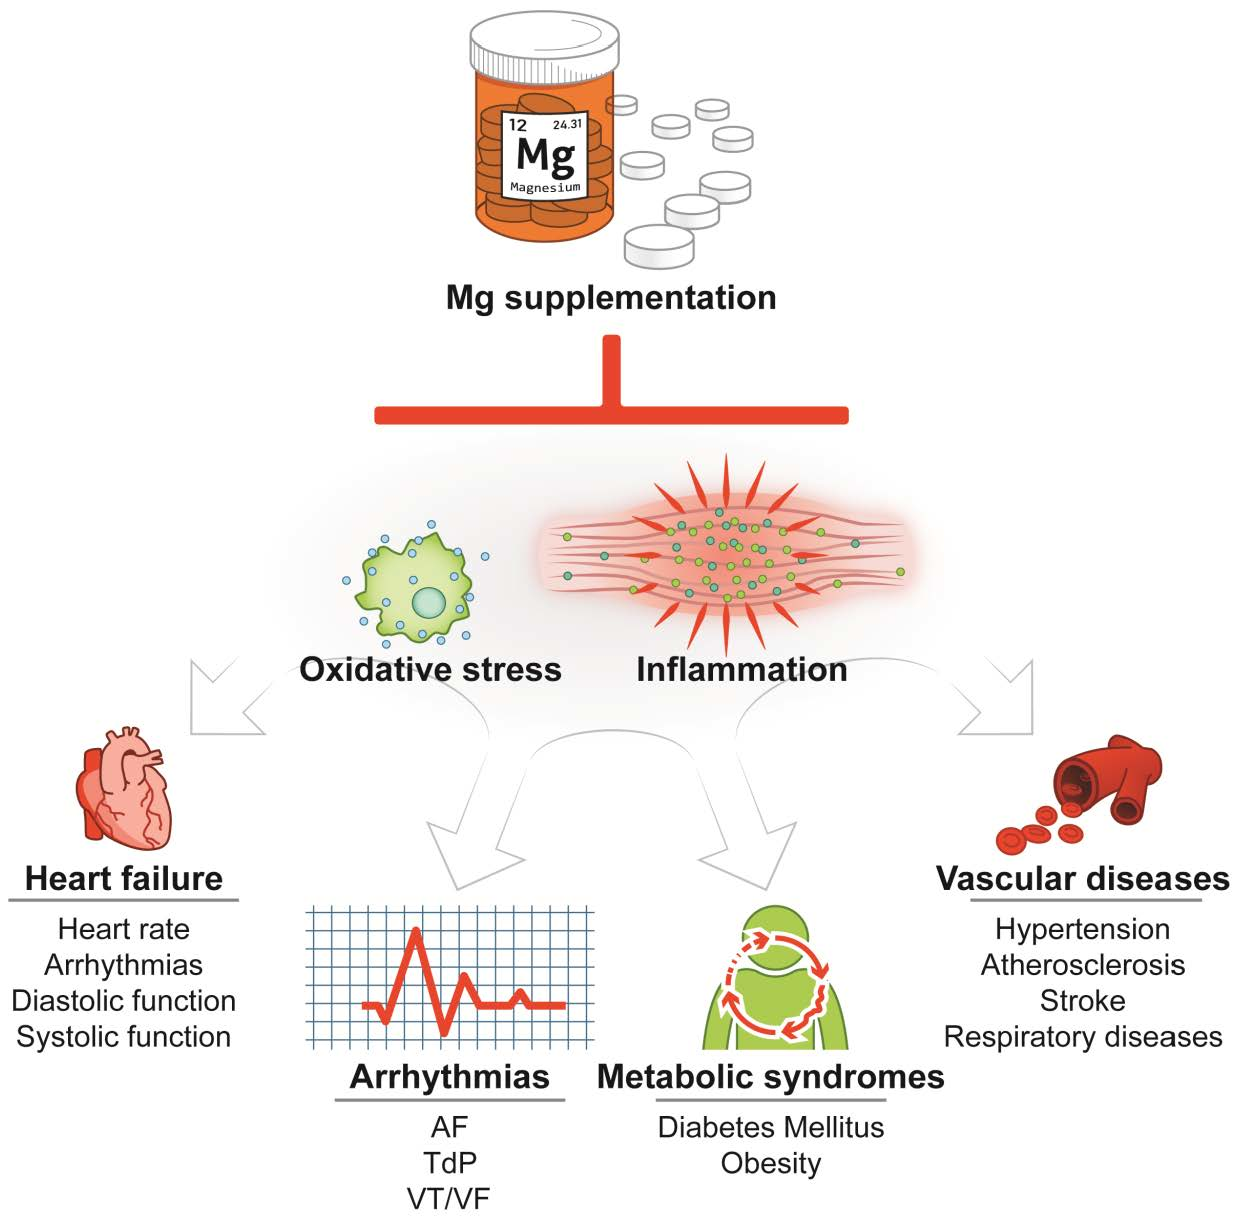 12 24.31
Mg
Magnesium
Mg supplementation
Oxidative stress
Inflammation
Heart failure
Heart rate
Arrhythmias
Diastolic function
Systolic function
Arrhythmias
AF
TdP
VT/VF
Metabolic syndromes
Diabetes Mellitus
Obesity
Vascular diseases
Hypertension
Atherosclerosis
Stroke
Respiratory diseases